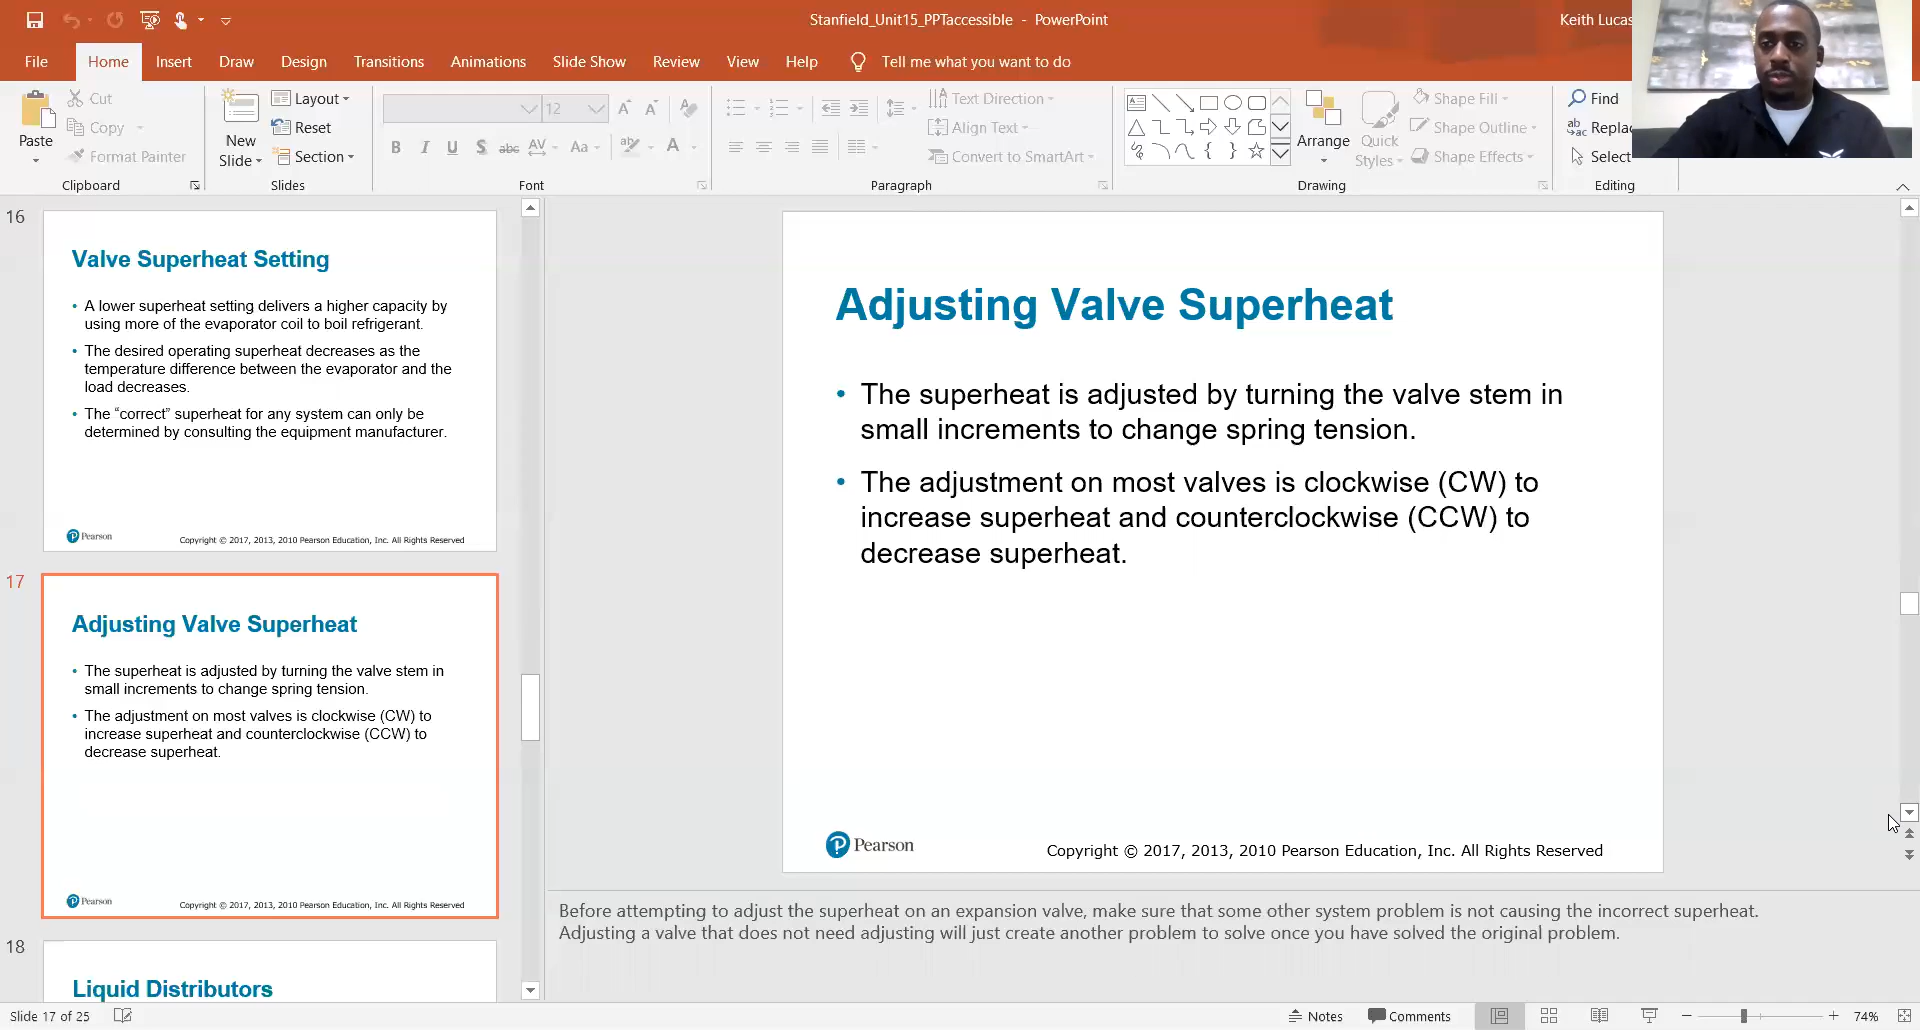 Stanfield_Unit15_PPTaccessible - PowerPoint
Keith Lucas
File Home Insert Draw Design Transitions Animations Slide Show Review View Help Tell me what you want to do
Paste
Cut
Copy
Format Painter
Clipboard
New
Slide
Layout
Reset
Section
Slides
12
B I U S abc AV Aa A
Font
Text Direction
Align Text
Convert to SmartArt
Paragraph
Arrange
Quick
Styles
Shape Fill
Shape Outline
Shape Effects
Drawing
Find
Repla
Select
Editing
16
Valve Superheat Setting
• A lower superheat setting delivers a higher capacity by
using more of the evaporator coil to boil refrigerant.
• The desired operating superheat decreases as the
temperature difference between the evaporator and the
load decreases.
• The “correct” superheat for any system can only be
determined by consulting the equipment manufacturer.
Pearson
Copyright © 2017, 2013, 2010 Pearson Education, Inc. All Rights Reserved
17
Adjusting Valve Superheat
• The superheat is adjusted by turning the valve stem in
small increments to change spring tension.
• The adjustment on most valves is clockwise (CW) to
increase superheat and counterclockwise (CCW) to
decrease superheat.
Pearson
Copyright © 2017, 2013, 2010 Pearson Education, Inc. All Rights Reserved
18
Liquid Distributors
Adjusting Valve Superheat
• The superheat is adjusted by turning the valve stem in
small increments to change spring tension.
• The adjustment on most valves is clockwise (CW) to
increase superheat and counterclockwise (CCW) to
decrease superheat.
Pearson
Copyright © 2017, 2013, 2010 Pearson Education, Inc. All Rights Reserved
Before attempting to adjust the superheat on an expansion valve, make sure that some other system problem is not causing the incorrect superheat.
Adjusting a valve that does not need adjusting will just create another problem to solve once you have solved the original problem.
Slide 17 of 25
Notes
Comments
74%